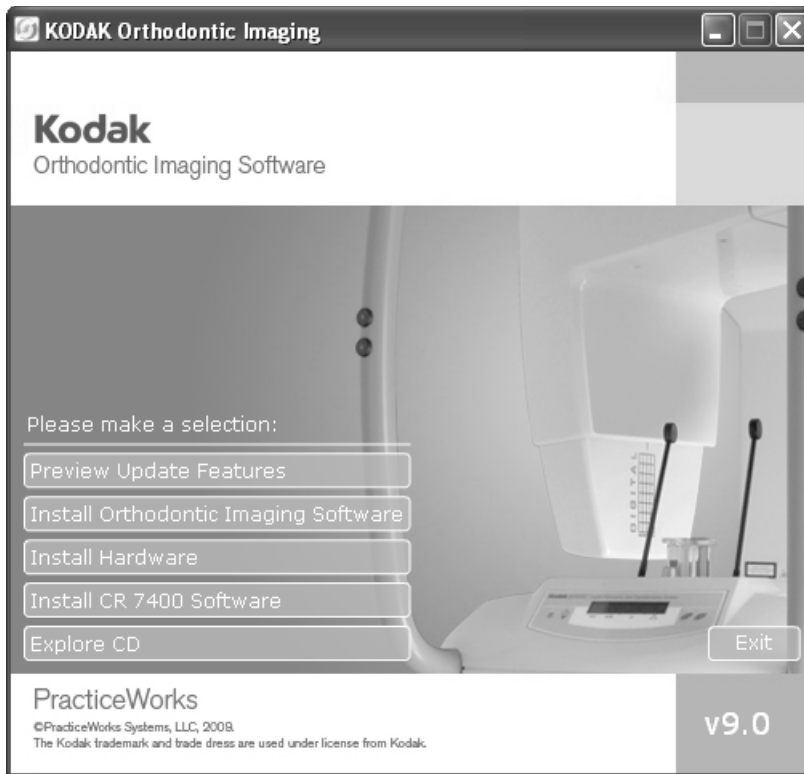 KODAK Orthodontic Imaging
Kodak
Orthodontic Imaging Software
Please make a selection:
Preview Update Features
Install Orthodontic Imaging Software
Install Hardware
Install CR 7400 Software
Explore CD
DIGITAL
Exit
PracticeWorks
©PracticeWorks Systems, LLC, 2009.
The Kodak trademark and trade dress are used under license from Kodak.
v9.0